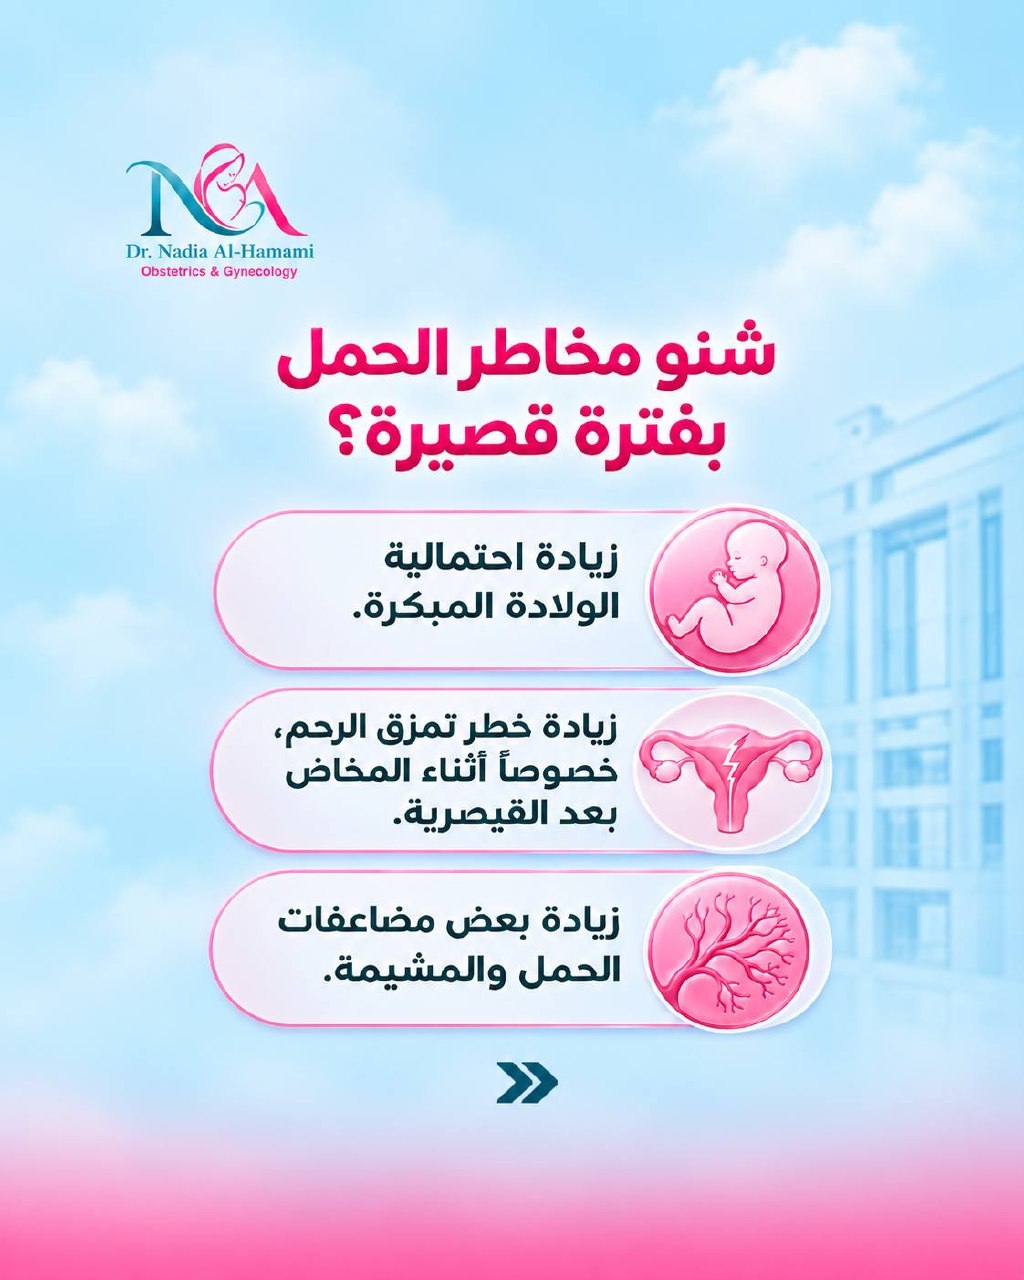 Dr. Nadia Al-Hamami
Obstetrics & Gynecology
شنو مخاطر الحمل
بفترة قصيرة؟
زيادة احتمالية
الولادة المبكرة.
زيادة خطر تمزق الرحم،
خصوصاً أثناء المخاض
بعد القيصرية.
زيادة بعض مضاعفات
الحمل والمشيمة.